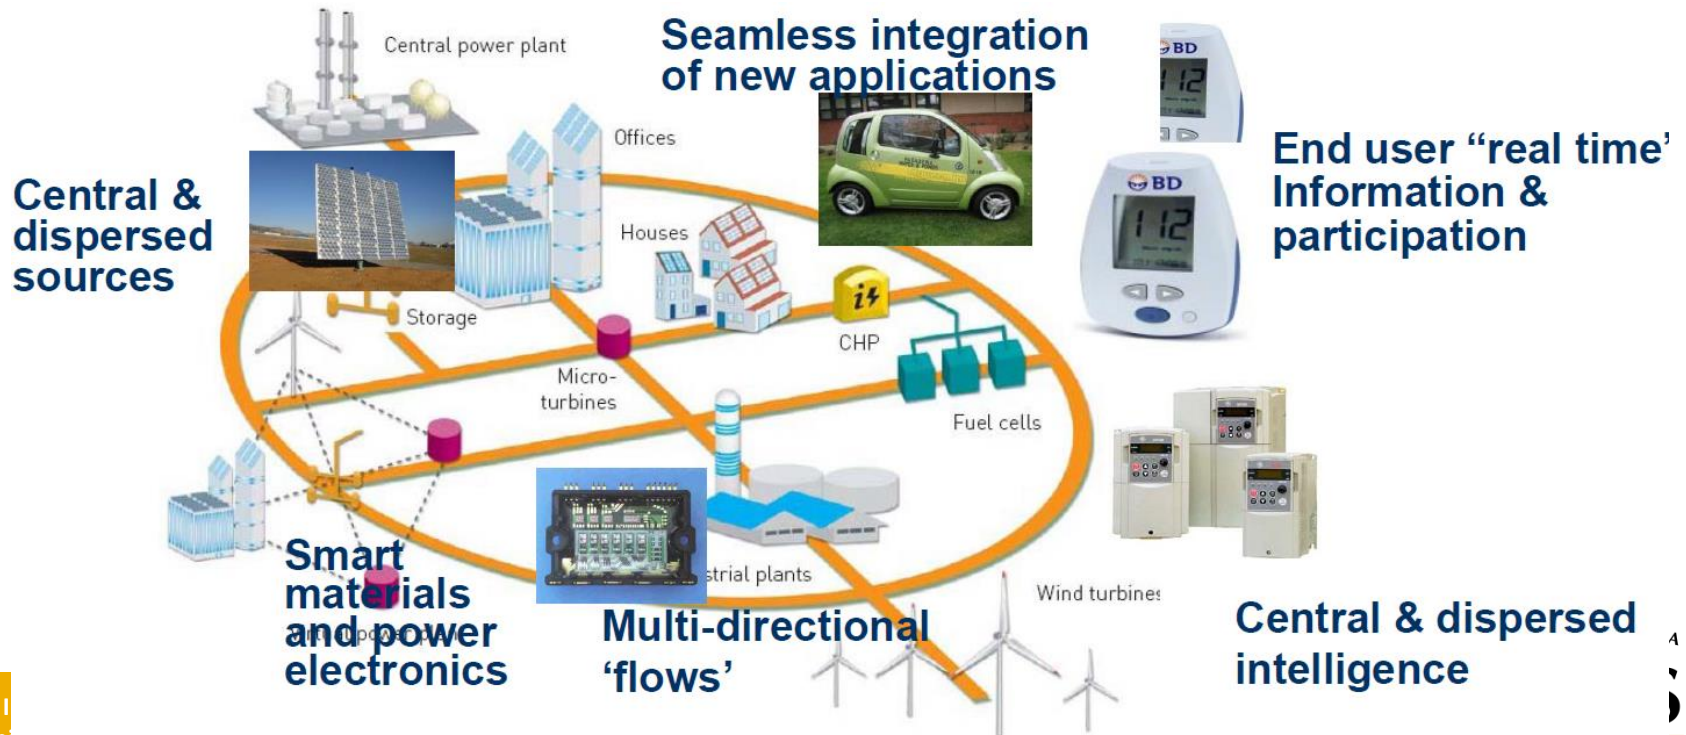 Central power plant
Seamless integration
of new applications
BD
112
Offices
End user “real time’
Information &
participation
BD
112
Central &
dispersed
sources
Houses
Storage
CHP
Micro-
turbines
Fuel cells
Smart
materials
and power
electronics
strial plants
Multi-directional
‘flows’
Wind turbines
Central & dispersed
intelligence
A
S